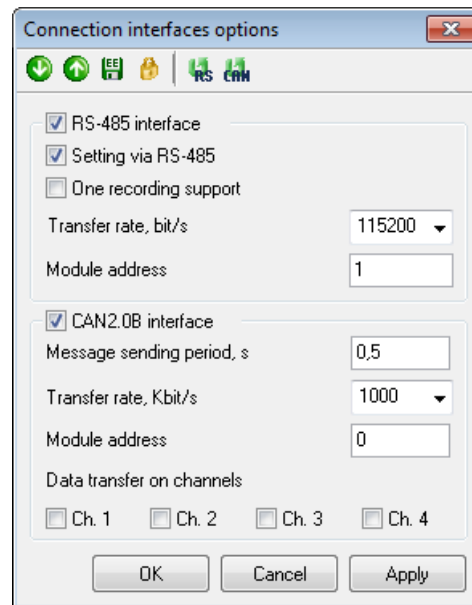 Connection interfaces options
EE RS CAN
RS-485 interface
Setting via RS-485
One recording support
Transfer rate, bit/s 115200
Module address 1
CAN2.0B interface
Message sending period, s 0,5
Transfer rate, Kbit/s 1000
Module address 0
Data transfer on channels
Ch. 1 Ch. 2 Ch. 3 Ch. 4
OK Cancel Apply